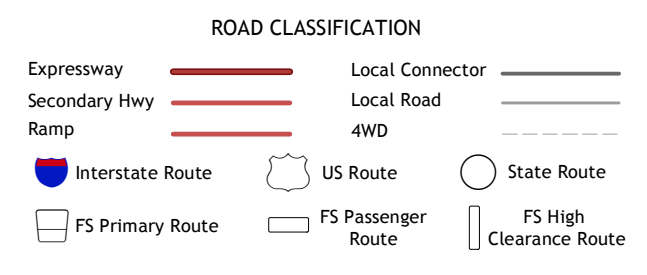 ROAD CLASSIFICATION
Expressway
Local Connector
Secondary Hwy
Local Road
Ramp
4WD
Interstate Route
US Route
State Route
FS Primary Route
FS Passenger
Route
FS High
Clearance Route